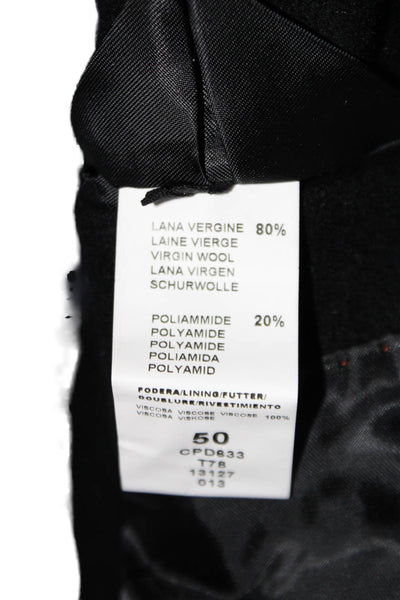 LANA VERGINE 80%
LAINE VIERGE
VIRGIN WOOL
LANA VIRGEN
SCHURWOLLE
POLIAMMIDE 20%
POLYAMIDE
POLYAMIDE
POLIAMIDA
POLYAMID
FODERA/LINING/FUTTER/
DOUBLURE/RIVESTIMENTO
VISCOSA VISCOSE VISCOSE 100%
VISCOSA VISKOSE
50
CPD633
T78
13127
013